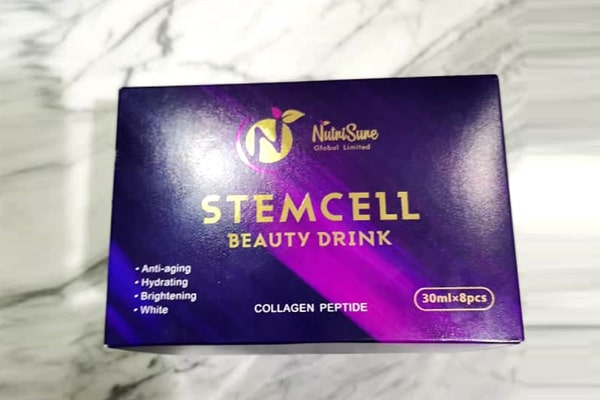 N
NutriSure
Global Limited
STEMCELL
BEAUTY DRINK
• Anti-aging
• Hydrating
• Brightening
• White
COLLAGEN PEPTIDE
30ml×8pcs